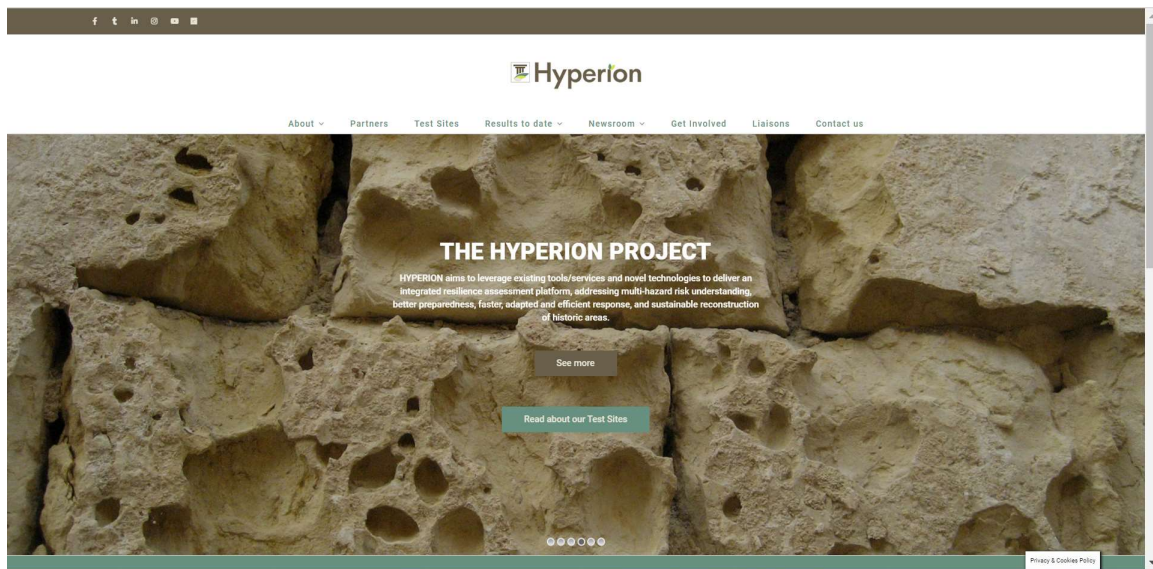 Hyperion
About
Partners
Test Sites
Results to date
Newsroom
Get Involved
Liaisons
Contact us
THE HYPERION PROJECT
HYPERION aims to leverage existing tools/services and novel technologies to deliver an
integrated resilience assessment platform, addressing multi-hazard risk understanding,
better preparedness, faster, adapted and efficient response, and sustainable reconstruction
of historic areas.
See more
Read about our Test Sites
Privacy & Cookies Policy